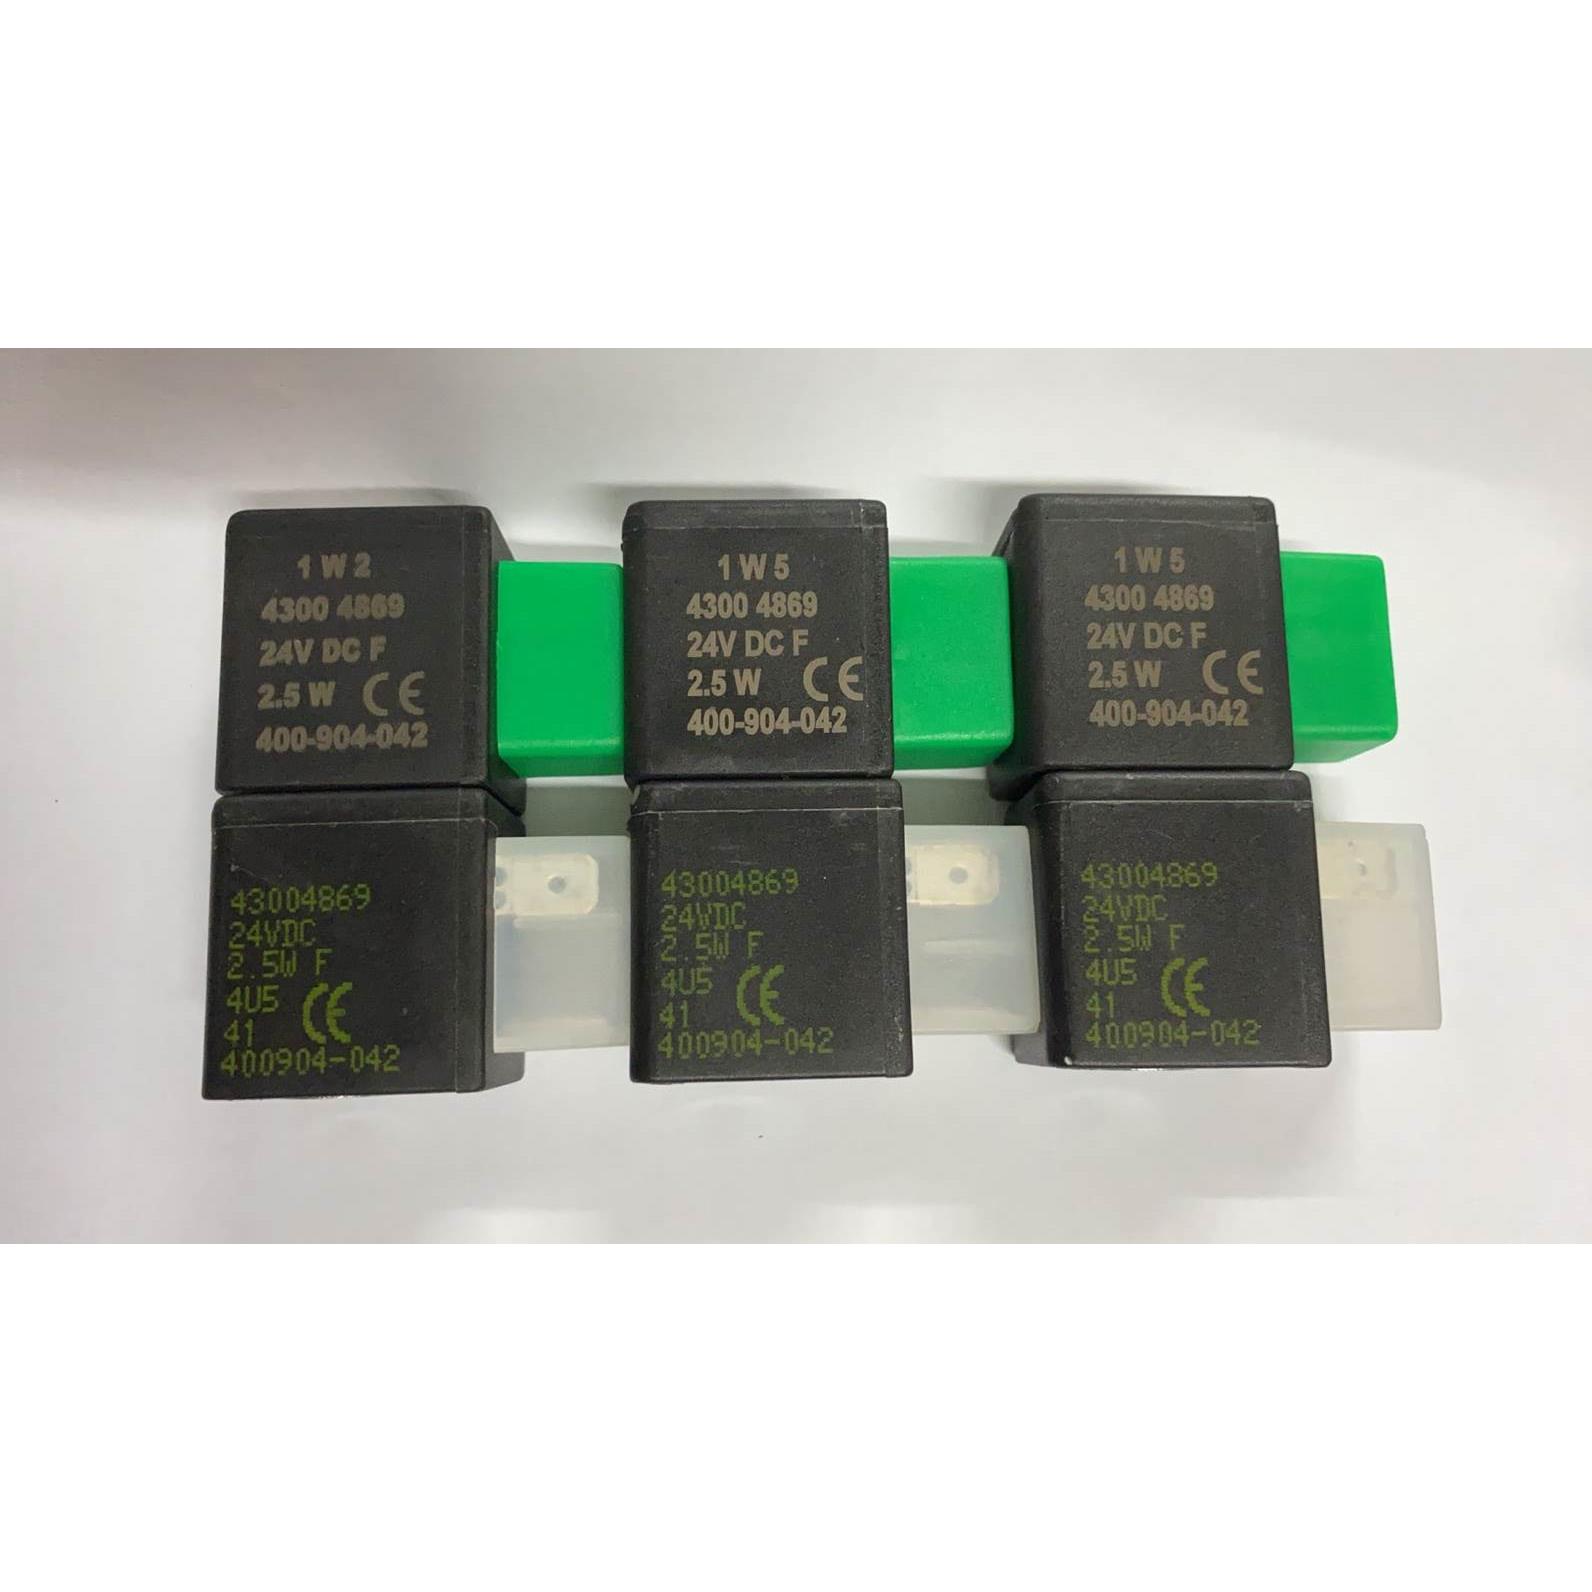 1 W 2
4300 4869
24V DC F
2.5 W CE
400-904-042
1 W 5
4300 4869
24V DC F
2.5 W CE
400-904-042
1 W 5
4300 4869
24V DC F
2.5 W CE
400-904-042
43004869
24VDC
2.5W F
4U5 CE
41
400904-042
43004869
24VDC
2.5W F
4U5 CE
41
400904-042
43004869
24VDC
2.5W F
4U5 CE
41
400904-042